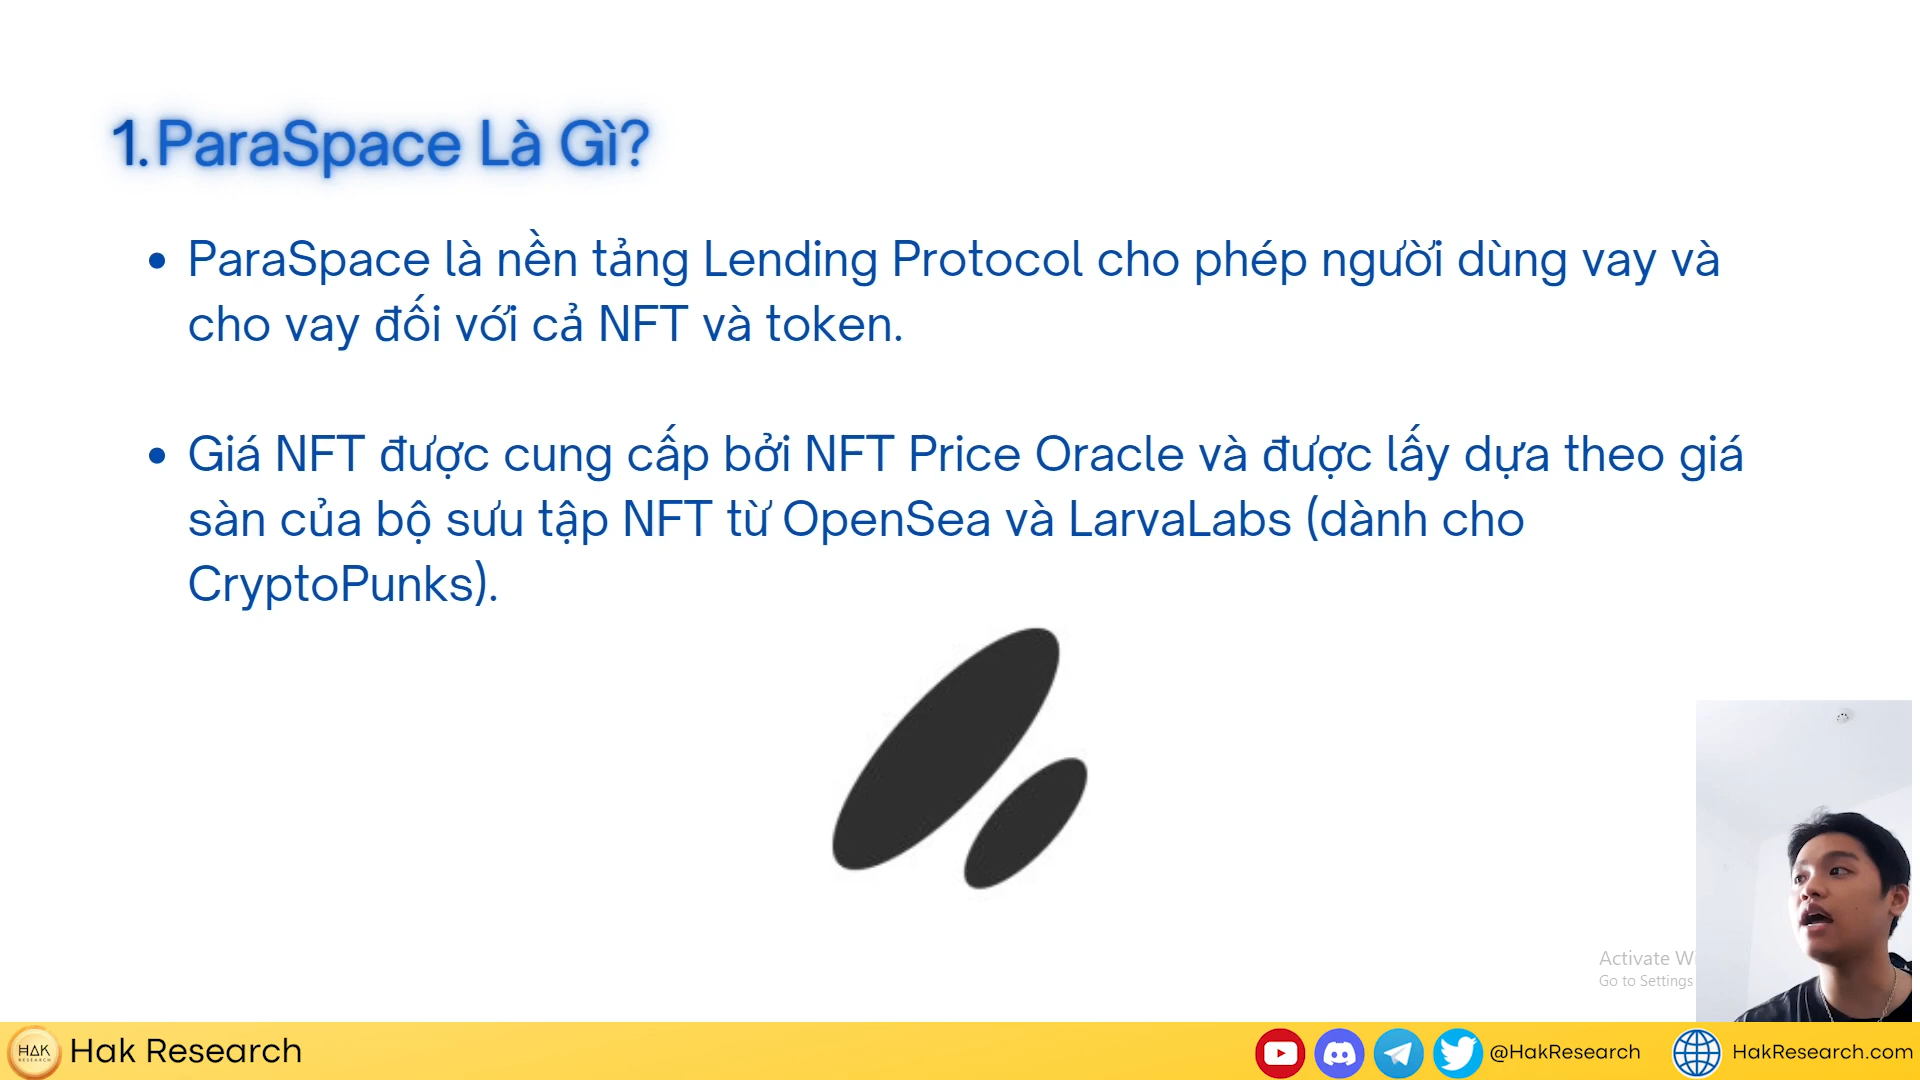 1.ParaSpace Là Gì?
• ParaSpace là nền tảng Lending Protocol cho phép người dùng vay và
cho vay đối với cả NFT và token.
• Giá NFT được cung cấp bởi NFT Price Oracle và được lấy dựa theo giá
sàn của bộ sưu tập NFT từ OpenSea và LarvaLabs (dành cho
CryptoPunks).
Activate W
Go to Settings
HAK
RESEARCH
Hak Research
@HakResearch
HakResearch.com